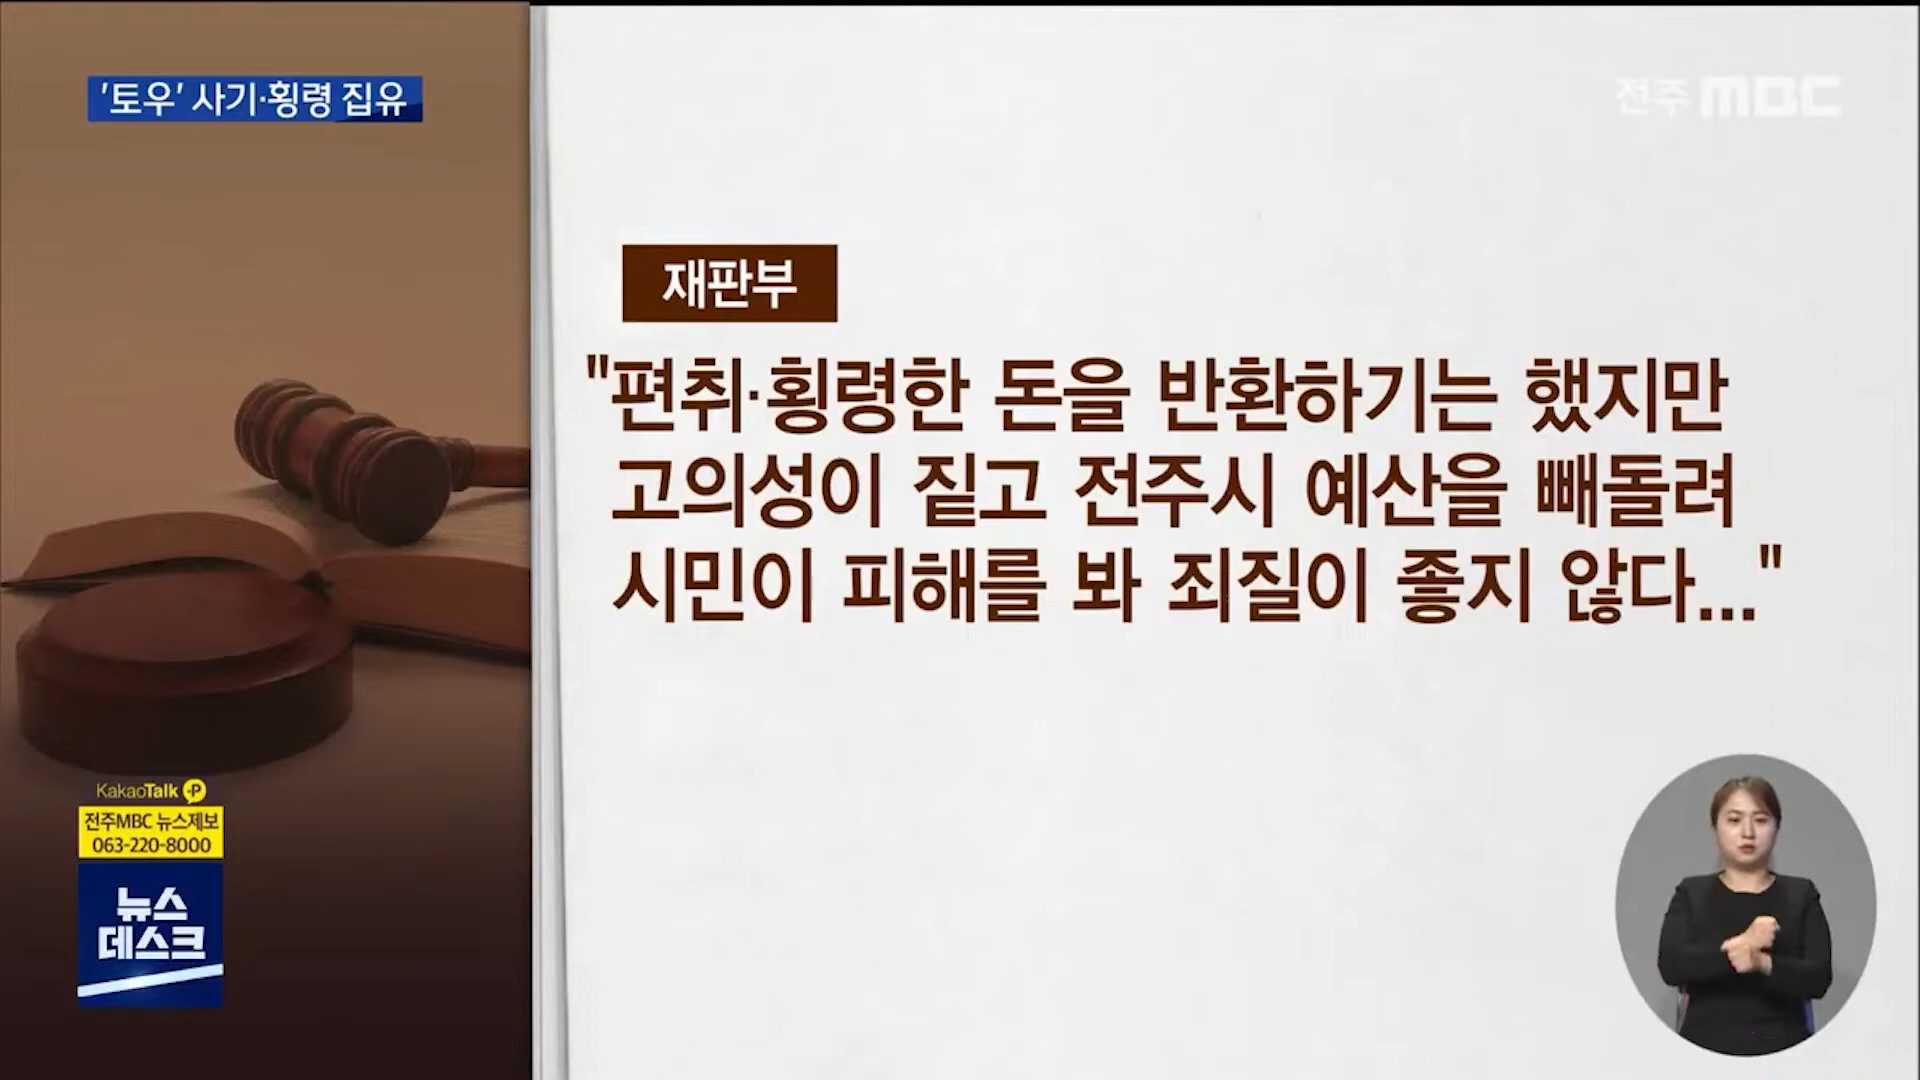 '토우' 사기·횡령 집유
전주 MBC
재판부
"편취·횡령한 돈을 반환하기는 했지만
고의성이 짙고 전주시 예산을 빼돌려
시민이 피해를 봐 죄질이 좋지 않다..."
KakaoTalk P
전주MBC 뉴스제보
063-220-8000
뉴스
데스크